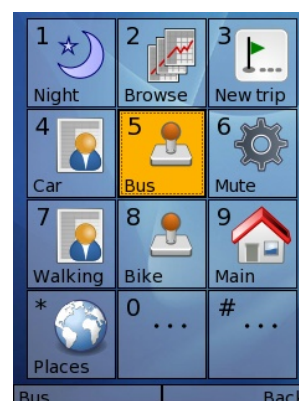 1 2 3
Night Browse New trip
4 5 6
Car Bus Mute
7 8 9
Walking Bike Main
* 0 ... # ...
Places
Bus Back